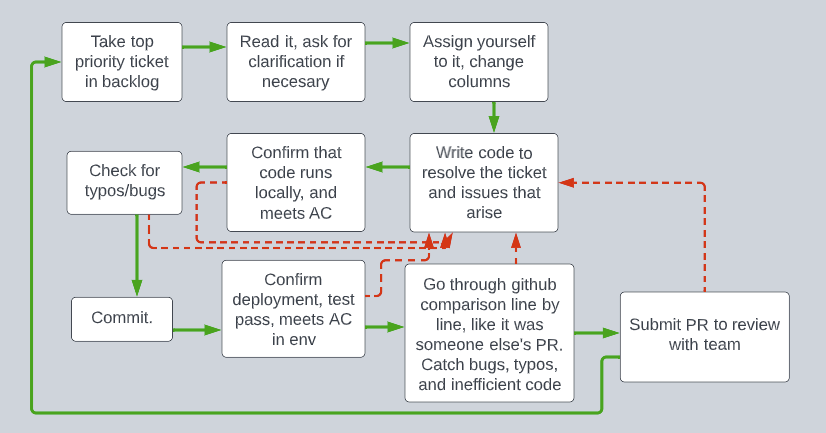 Take top
priority ticket
in backlog
Read it, ask for
clarification if
necesary
Assign yourself
to it, change
columns
Write code to
resolve the ticket
and issues that
arise
Confirm that
code runs
locally, and
meets AC
Check for
typos/bugs
Commit.
Confirm
deployment, test
pass, meets AC
in env
Go through github
comparison line by
line, like it was
someone else's PR.
Catch bugs, typos,
and inefficient code
Submit PR to review
with team